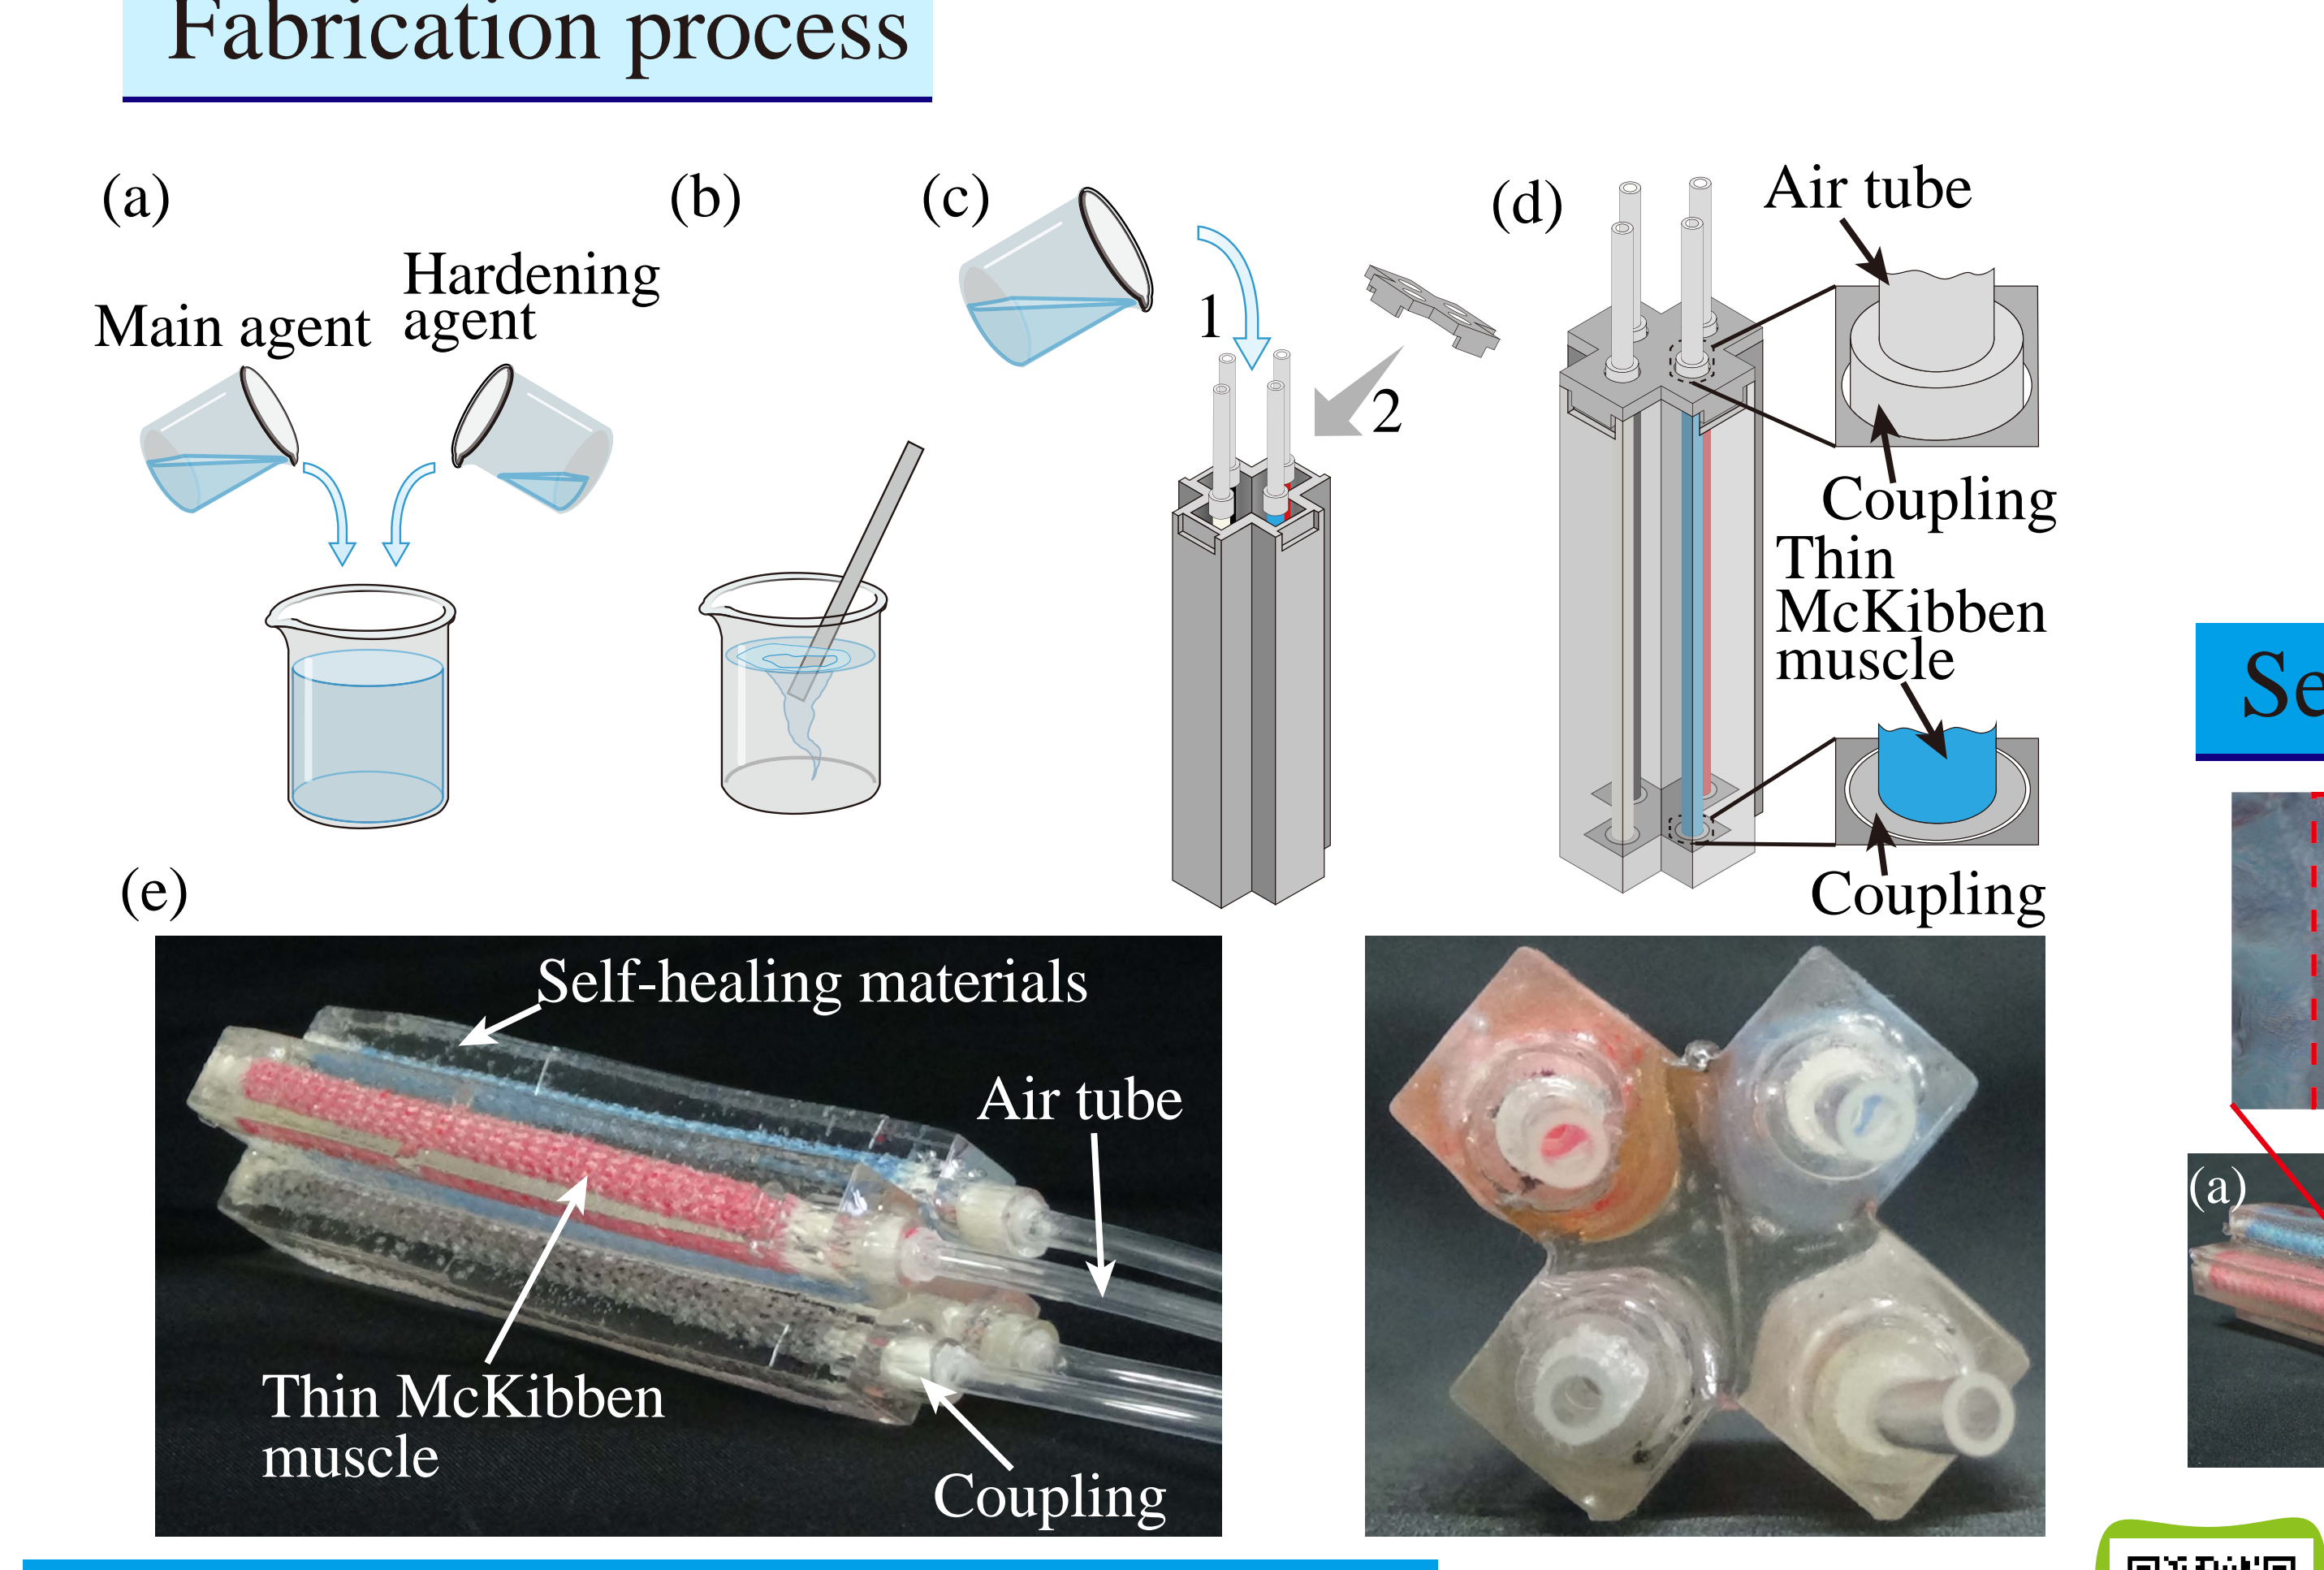 Fabrication process
(a)
Main agent
Hardening
agent
(b)
(c)
1
2
(d)
Air tube
Coupling
Thin
McKibben
muscle
Coupling
(e)
Self-healing materials
Air tube
Thin McKibben
muscle
Coupling
Se
(a)